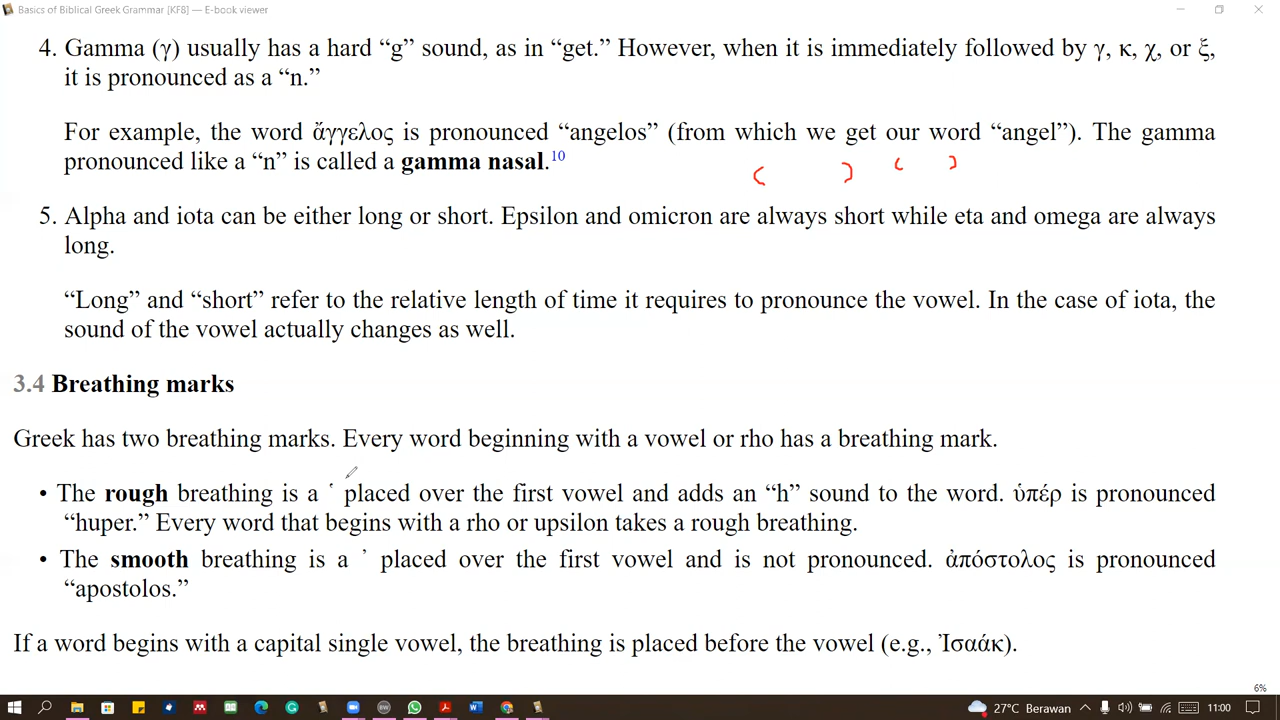 Basics of Biblical Greek Grammar [KF8] — E-book viewer
4. Gamma (γ) usually has a hard “g” sound, as in “get.” However, when it is immediately followed by γ, κ, χ, or ξ,
it is pronounced as a “n.”
For example, the word ἄγγελος is pronounced “angelos” (from which we get our word “angel”). The gamma
pronounced like a “n” is called a gamma nasal.10
5. Alpha and iota can be either long or short. Epsilon and omicron are always short while eta and omega are always
long.
“Long” and “short” refer to the relative length of time it requires to pronounce the vowel. In the case of iota, the
sound of the vowel actually changes as well.
3.4 Breathing marks
Greek has two breathing marks. Every word beginning with a vowel or rho has a breathing mark.
• The rough breathing is a ῾ placed over the first vowel and adds an “h” sound to the word. ὑπέρ is pronounced
“huper.” Every word that begins with a rho or upsilon takes a rough breathing.
• The smooth breathing is a ᾿ placed over the first vowel and is not pronounced. ἀπόστολος is pronounced
“apostolos.”
If a word begins with a capital single vowel, the breathing is placed before the vowel (e.g., Ἰσαάκ).
6%
27°C Berawan 11:00